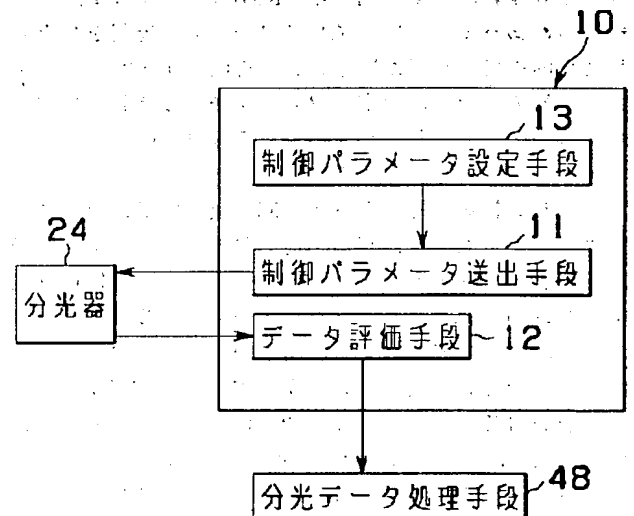 10
13
制御パラメータ設定手段
11
24
制御パラメータ送出手段
分光器
データ評価手段
12
分光データ処理手段
48